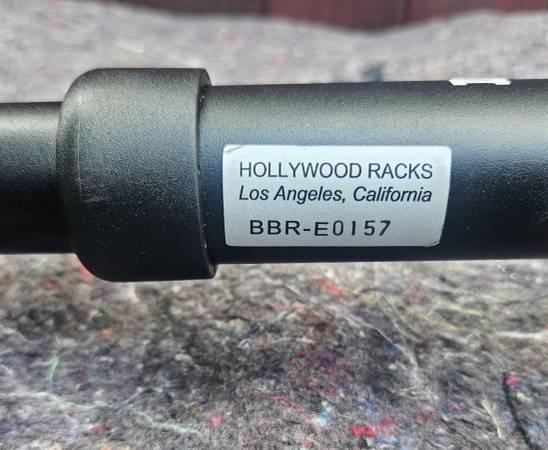 HOLLYWOOD RACKS
Los Angeles, California
BBR-E0157